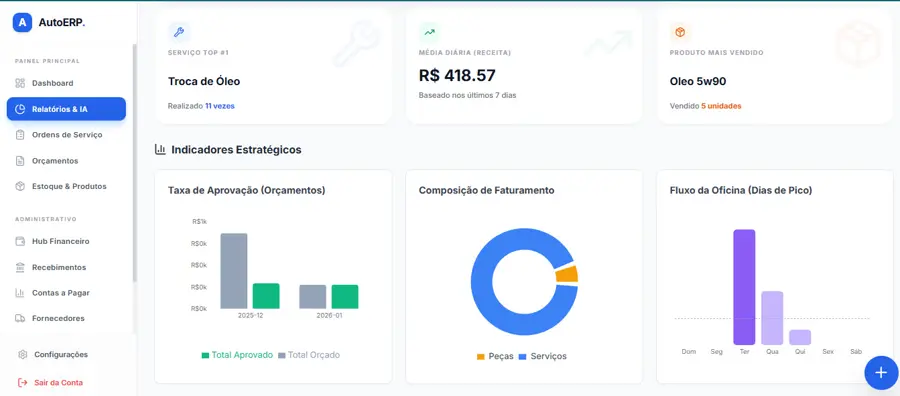 A AutoERP.
PAINEL PRINCIPAL
Dashboard
Relatórios & IA
Ordens de Serviço
Orçamentos
Estoque & Produtos
ADMINISTRATIVO
Hub Financeiro
Recebimentos
Contas a Pagar
Fornecedores
Configurações
Sair da Conta
SERVIÇO TOP #1
Troca de Óleo
Realizado 11 vezes
MÉDIA DIÁRIA (RECEITA)
R$ 418.57
Baseado nos últimos 7 dias
PRODUTO MAIS VENDIDO
Oleo 5w90
Vendido 5 unidades
Indicadores Estratégicos
Taxa de Aprovação (Orçamentos)
R$1k
R$0k
R$0k
R$0k
R$0k
2025-12 2026-01
Total Aprovado Total Orçado
Composição de Faturamento
Peças Serviços
Fluxo da Oficina (Dias de Pico)
Dom Seg Ter Qua Qui Sex Sáb
+